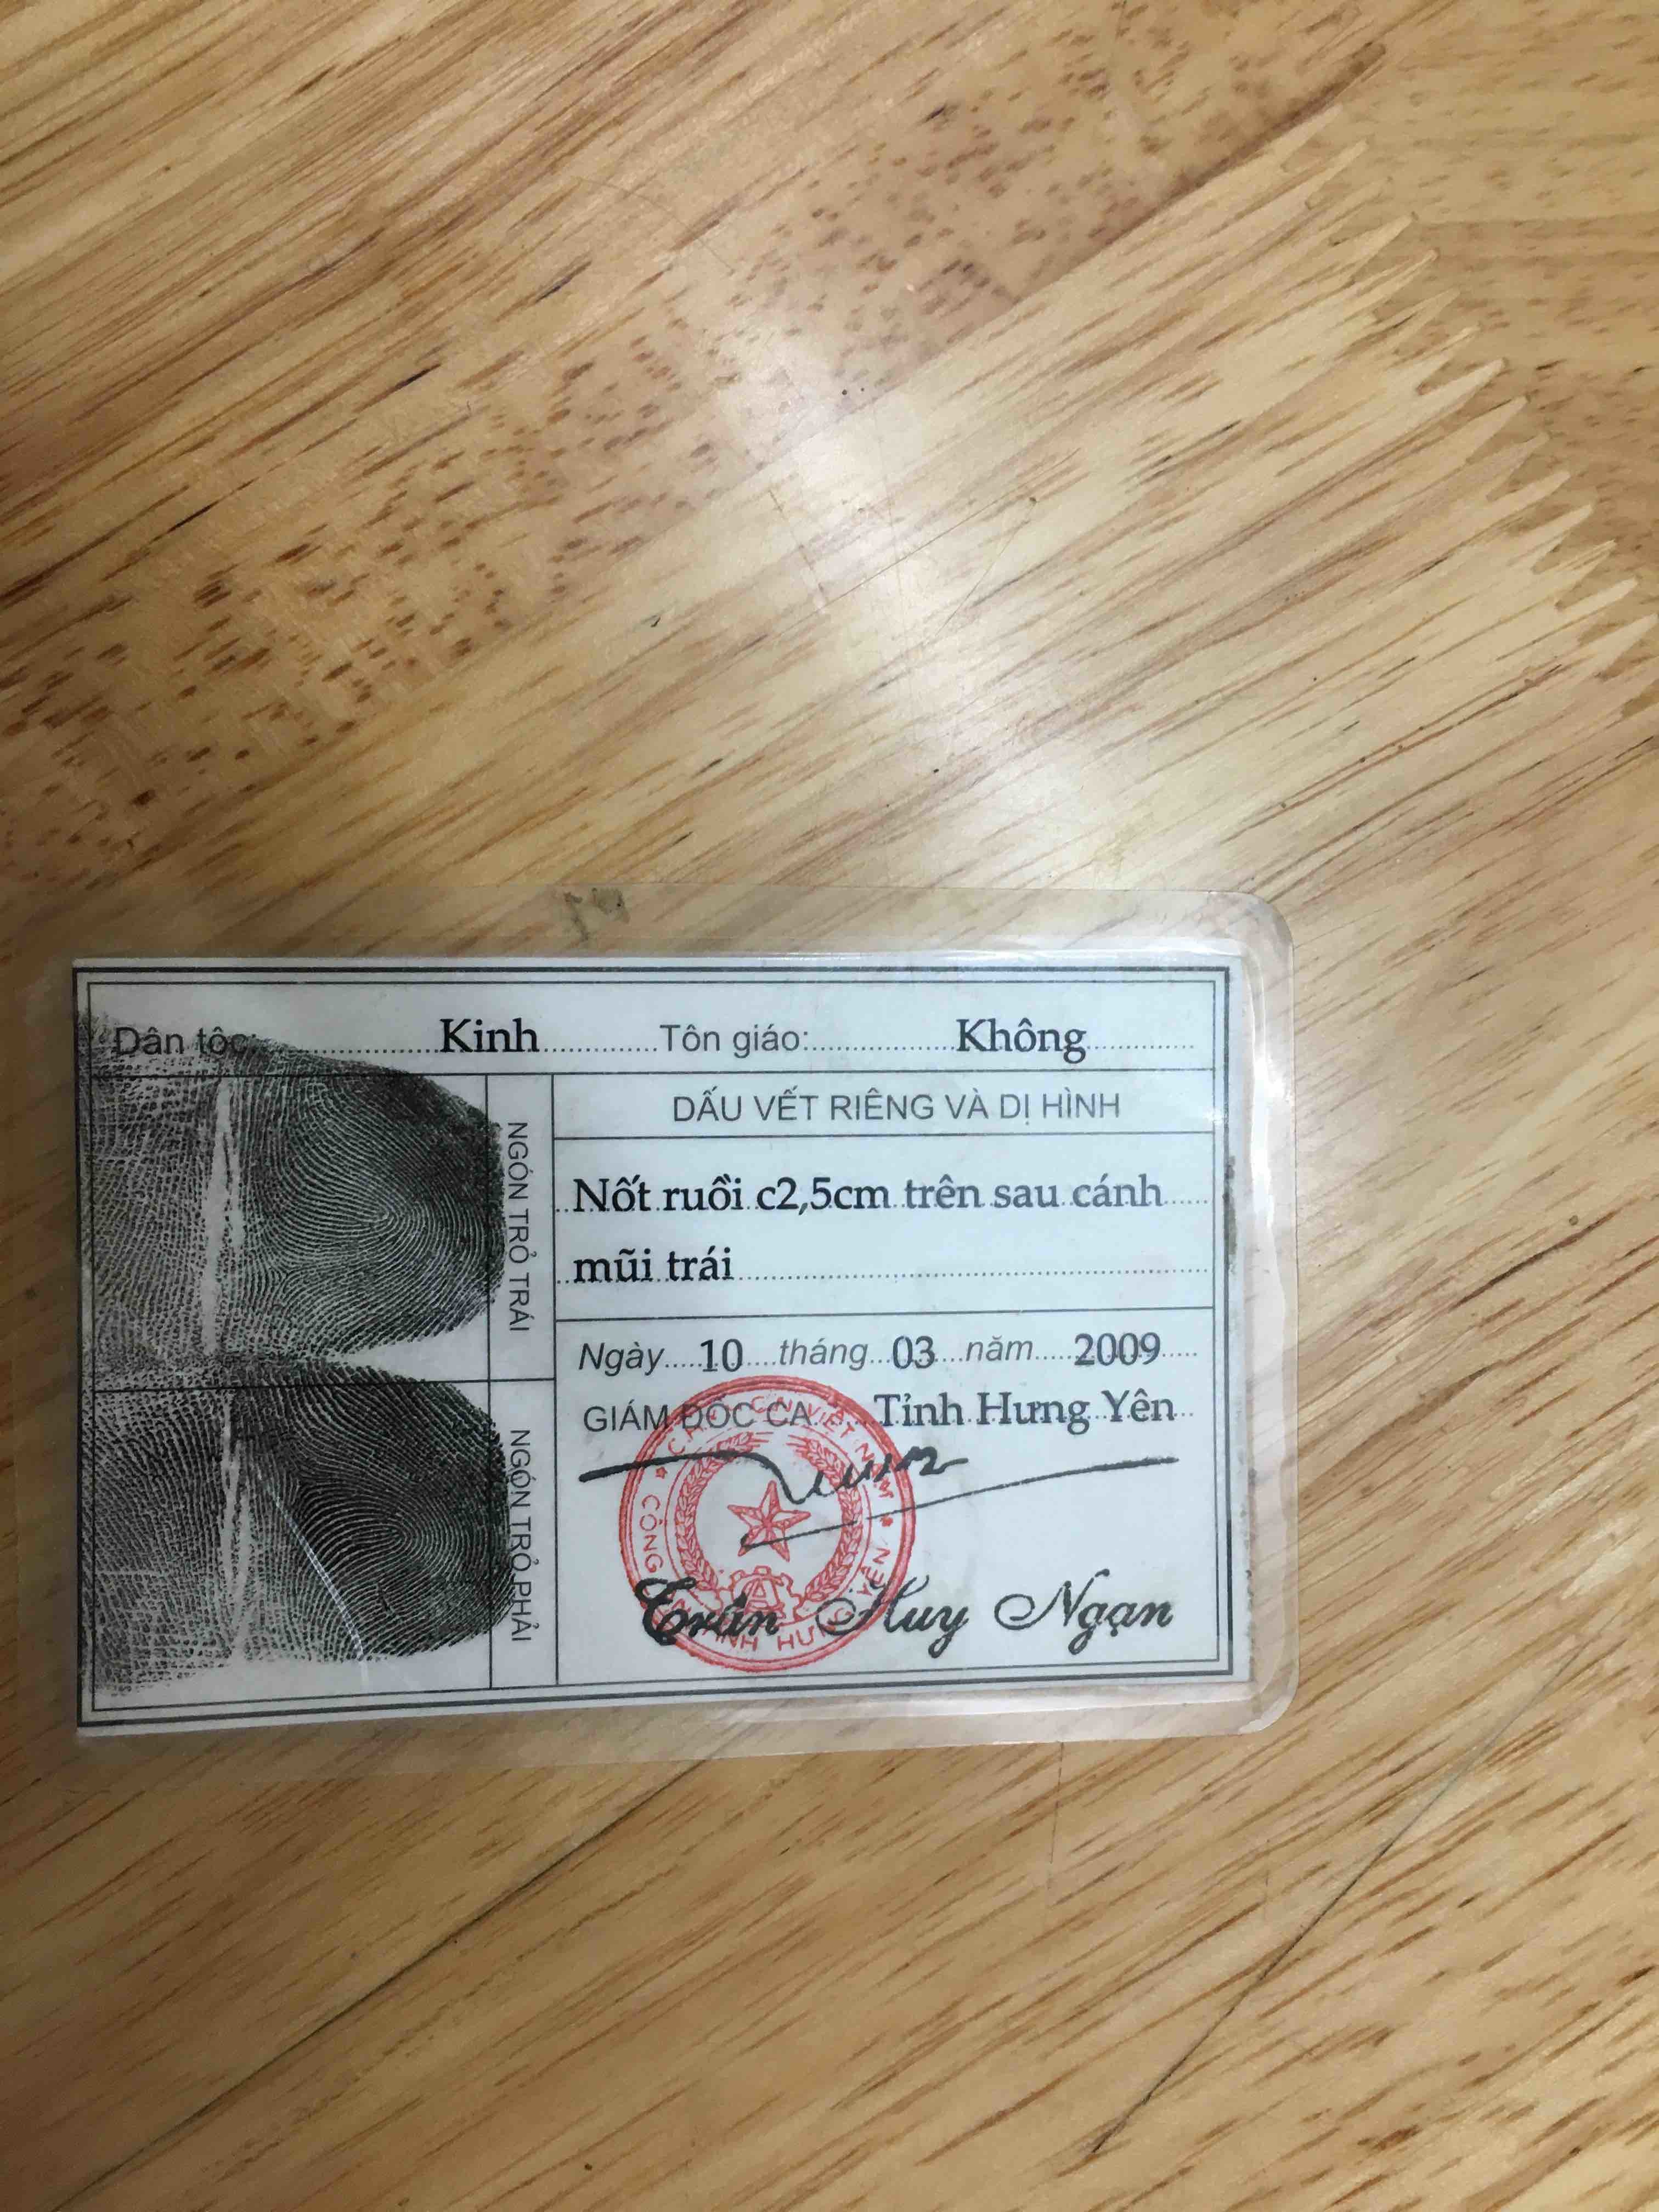 Dân tộc: Kinh Tôn giáo: Không
NGÓN TRỎ TRÁI
NGÓN TRỎ PHẢI
DẤU VẾT RIÊNG VÀ DỊ HÌNH
Nốt ruồi c2,5cm trên sau cánh
mũi trái
Ngày 10 tháng 03 năm 2009
GIÁM ĐỐC CA Tỉnh Hưng Yên
Trần Huy Ngạn